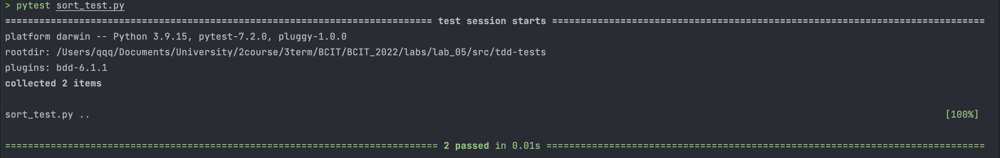 > pytest sort_test.py
=========================================================================== test session starts ============================================================================
platform darwin -- Python 3.9.15, pytest-7.2.0, pluggy-1.0.0
rootdir: /Users/qqq/Documents/University/2course/3term/BCIT/BCIT_2022/labs/lab_05/src/tdd-tests
plugins: bdd-6.1.1
collected 2 items
sort_test.py .. [100%]
============================================================================ 2 passed in 0.01s =============================================================================